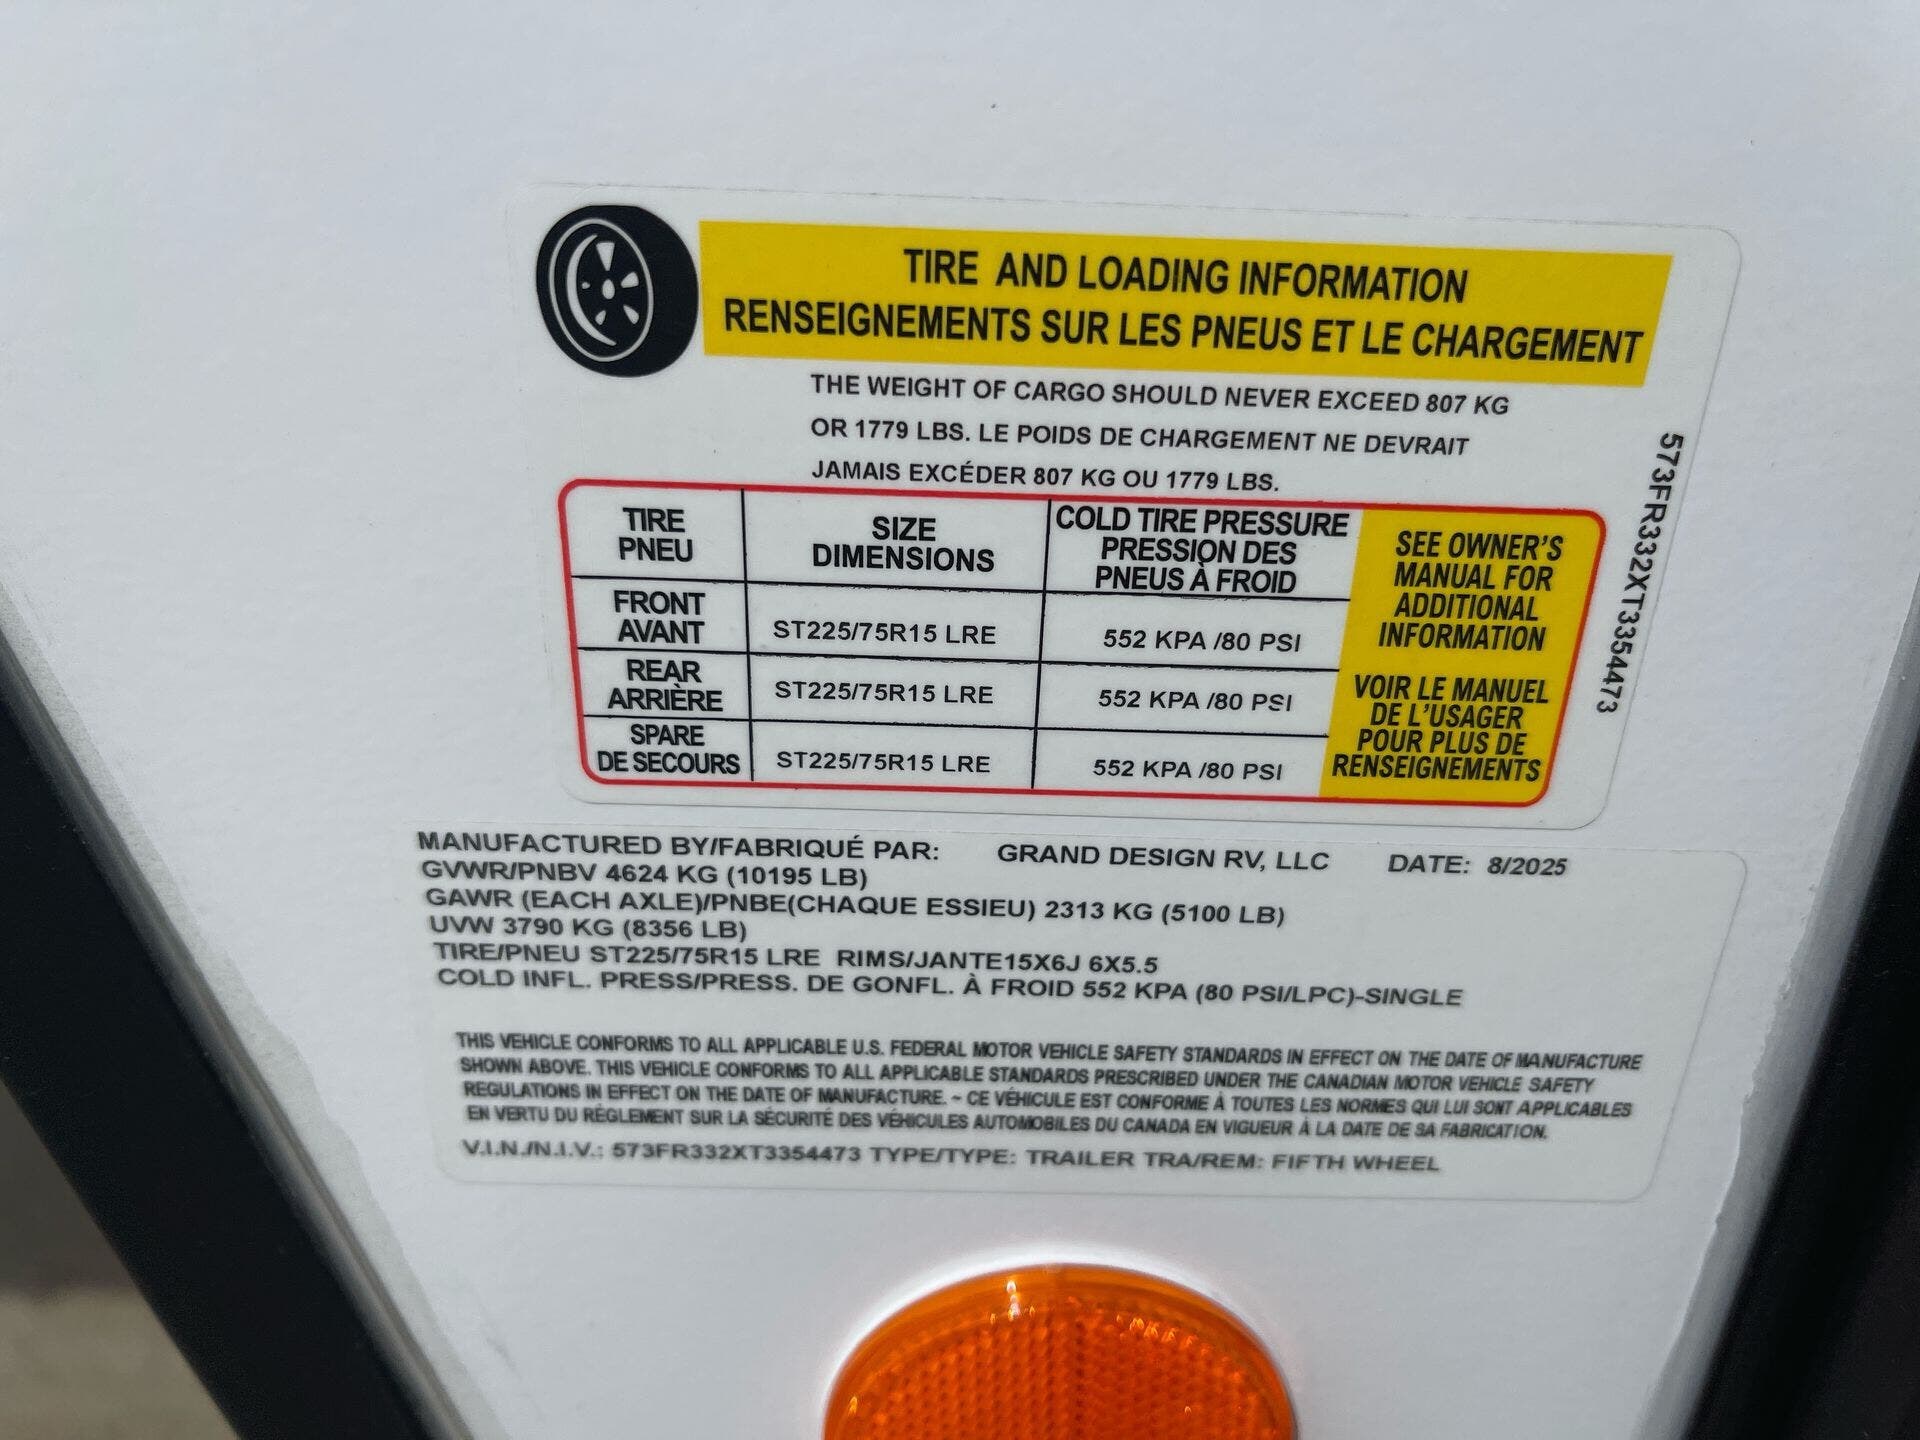 TIRE AND LOADING INFORMATION
RENSEIGNEMENTS SUR LES PNEUS ET LE CHARGEMENT
THE WEIGHT OF CARGO SHOULD NEVER EXCEED 807 KG
OR 1779 LBS. LE POIDS DE CHARGEMENT NE DEVRAIT
JAMAIS EXCÉDER 807 KG OU 1779 LBS.
TIRE
PNEU
SIZE
DIMENSIONS
COLD TIRE PRESSURE
PRESSION DES
PNEUS À FROID
FRONT
AVANT
ST225/75R15 LRE
552 KPA /80 PSI
REAR
ARRIÈRE
ST225/75R15 LRE
552 KPA /80 PSI
SPARE
DE SECOURS
ST225/75R15 LRE
552 KPA /80 PSI
SEE OWNER'S
MANUAL FOR
ADDITIONAL
INFORMATION
VOIR LE MANUEL
DE L'USAGER
POUR PLUS DE
RENSEIGNEMENTS
573FR332XT3354473
MANUFACTURED BY/FABRIQUÉ PAR: GRAND DESIGN RV, LLC DATE: 8/2025
GVWR/PNBV 4624 KG (10195 LB)
GAWR (EACH AXLE)/PNBE(CHAQUE ESSIEU) 2313 KG (5100 LB)
UVW 3790 KG (8356 LB)
TIRE/PNEU ST225/75R15 LRE RIMS/JANTE15X6J 6X5.5
COLD INFL. PRESS/PRESS. DE GONFL. À FROID 552 KPA (80 PSI/LPC)-SINGLE
THIS VEHICLE CONFORMS TO ALL APPLICABLE U.S. FEDERAL MOTOR VEHICLE SAFETY STANDARDS IN EFFECT ON THE DATE OF MANUFACTURE
SHOWN ABOVE. THIS VEHICLE CONFORMS TO ALL APPLICABLE STANDARDS PRESCRIBED UNDER THE CANADIAN MOTOR VEHICLE SAFETY
REGULATIONS IN EFFECT ON THE DATE OF MANUFACTURE. ~ CE VÉHICULE EST CONFORME À TOUTES LES NORMES QUI LUI SONT APPLICABLES
EN VERTU DU RÈGLEMENT SUR LA SÉCURITÉ DES VÉHICULES AUTOMOBILES DU CANADA EN VIGUEUR À LA DATE DE SA FABRICATION.
V.I.N./N.I.V.: 573FR332XT3354473 TYPE/TYPE: TRAILER TRA/REM: FIFTH WHEEL